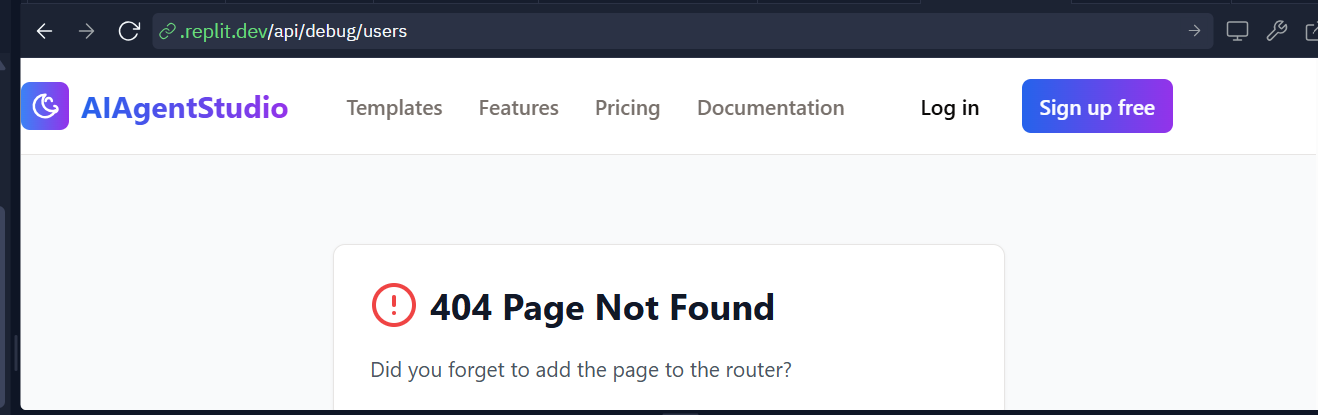 .replit.dev/api/debug/users
AIAgentStudio Templates Features Pricing Documentation Log in Sign up free
404 Page Not Found
Did you forget to add the page to the router?